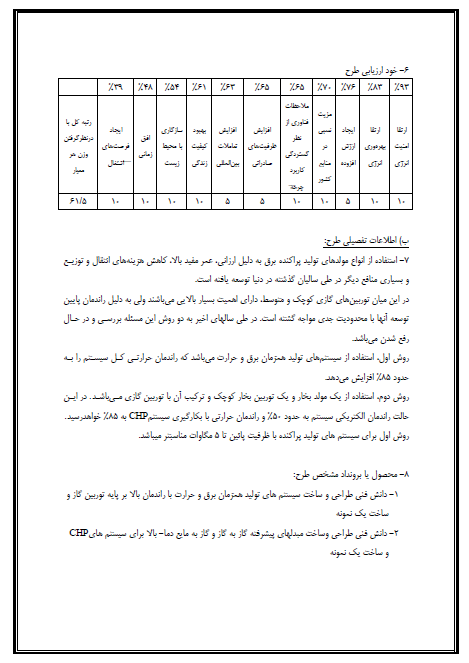 ۶- خود ارزیابی طرح
٪۹۳ ٪۸۳ ٪۷۶ ٪۷۰ ٪۶۵ ٪۶۵ ٪۶۳ ٪۶۱ ٪۵۴ ٪۴۸ ٪۳۹
ارتقا امنیت انرژی
ارتقا بهره‌وری انرژی
ایجاد ارزش افزوده
مزیت نسبی در منابع کشور
ملاحظات فناوری از نظر گستردگی کاربرد چرخه
افزایش ظرفیت‌های صادراتی
افزایش تعاملات بین‌المللی
بهبود کیفیت زندگی
سازگاری با محیط زیست
افق زمانی
ایجاد فرصت‌های اشتغال
رتبه کل با درنظرگرفتن وزن هر معیار
۱۰ ۱۰ ۵ ۱۰ ۱۰ ۵ ۵ ۱۰ ۱۰ ۱۰ ۱۰ ۶۱/۵
ب) اطلاعات تفصیلی طرح:
۷- استفاده از انواع مولدهای تولید پراکنده برق به دلیل ارزانی، عمر مفید بالا، کاهش هزینه‌های انتقال و توزیع و
بسیاری منافع دیگر در طی سالیان گذشته در دنیا توسعه یافته است.
در این میان توربین‌های گازی کوچک و متوسط، دارای اهمیت بسیار بالایی می‌باشند ولی به دلیل راندمان پایین
توسعه آنها با محدودیت جدی مواجه گشته است. در طی سالهای اخیر به دو روش این مسئله بررسی و در حال
رفع شدن می‌باشد.
روش اول، استفاده از سیستم‌های تولید همزمان برق و حرارت می‌باشد که راندمان حرارتی کل سیستم را به
حدود ۸۵٪ افزایش می‌دهد.
روش دوم، استفاده از یک مولد بخار و یک توربین بخار کوچک و ترکیب آن با توربین گازی می‌باشد. در این
حالت راندمان الکتریکی سیستم به حدود ۵۰٪ و راندمان حرارتی با بکارگیری سیستم CHP به ۸۵٪ خواهدرسید.
روش اول برای سیستم های تولید پراکنده با ظرفیت پائین تا ۵ مگاوات مناسبتر میباشد.
۸- محصول یا برونداد مشخص طرح:
۱- دانش فنی طراحی و ساخت سیستم های تولید همزمان برق و حرارت با راندمان بالا بر پایه توربین گاز و
ساخت یک نمونه
۲- دانش فنی طراحی وساخت مبدلهای پیشرفته گاز به گاز و گاز به مایع دما- بالا برای سیستم های CHP
و ساخت یک نمونه